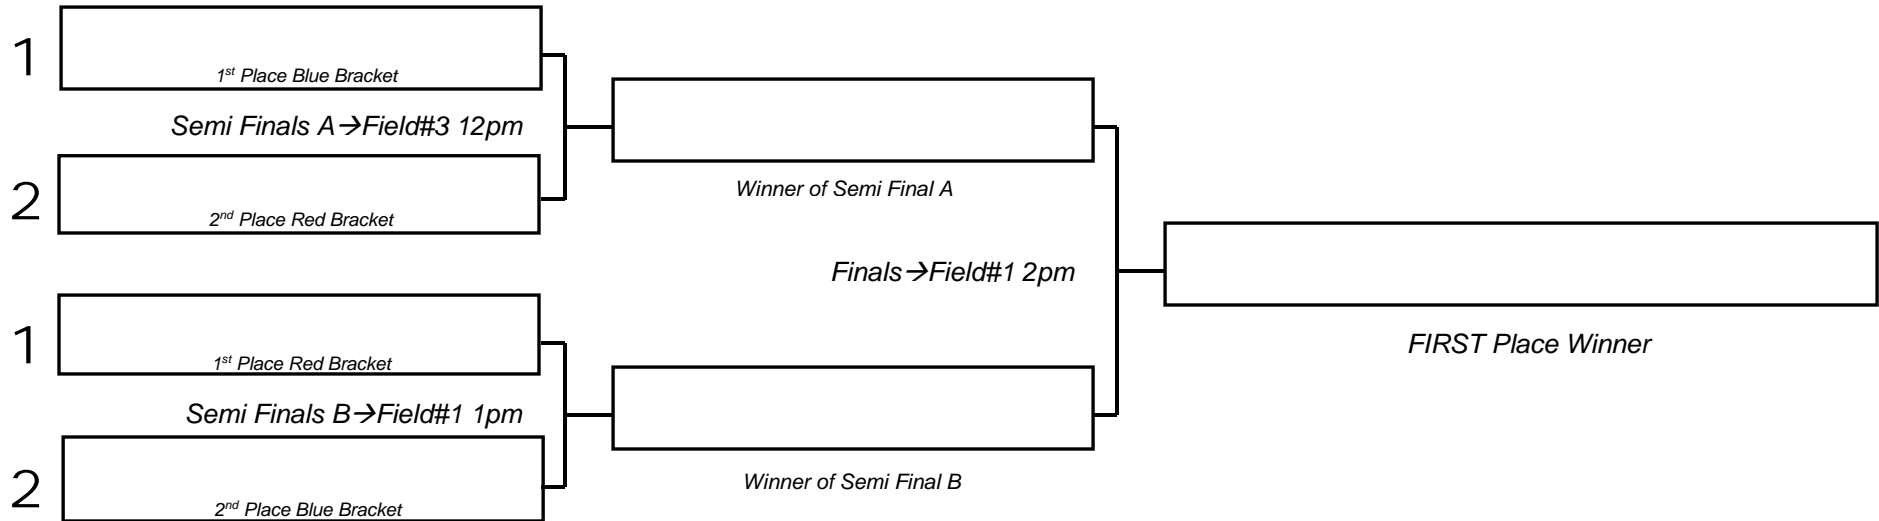 1
1st Place Blue Bracket
Semi Finals A→Field#3 12pm
2
2nd Place Red Bracket
Winner of Semi Final A
Finals→Field#1 2pm
FIRST Place Winner
1
1st Place Red Bracket
Semi Finals B→Field#1 1pm
2
2nd Place Blue Bracket
Winner of Semi Final B